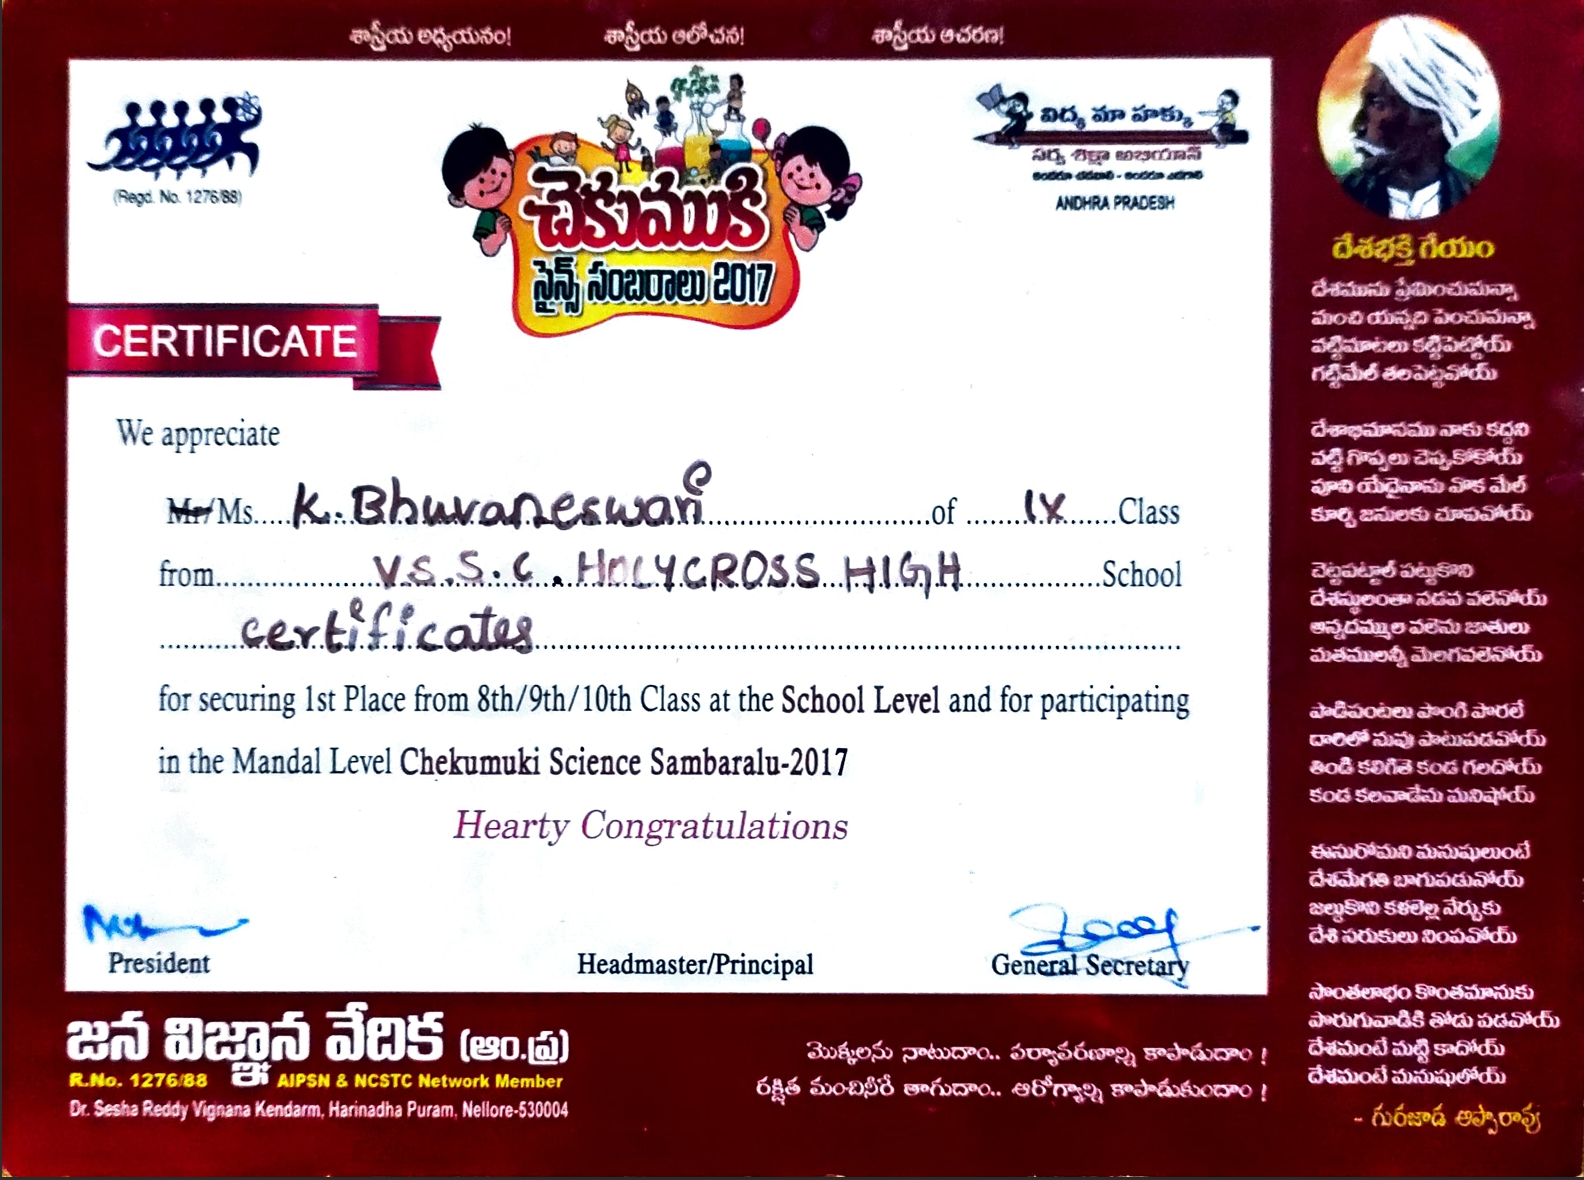 శాస్త్రీయ అధ్యయనం! శాస్త్రీయ ఆలోచన! శాస్త్రీయ ఆచరణ!
(Regd. No. 1276/88)
చెకుముకి
సైన్స్ సంబరాలు 2017
విద్య మా హక్కు
సర్వ శిక్షా అభియాన్
అందరూ చదవాలి - అందరూ ఎదగాలి
ANDHRA PRADESH
CERTIFICATE
We appreciate
Mr/Ms.....K. Bhuvaneswari..............................of .......IX......Class
from....................V.S.S.C. HOLYCROSS HIGH..................School
...........certificates.................................................................
for securing 1st Place from 8th/9th/10th Class at the School Level and for participating
in the Mandal Level Chekumuki Science Sambaralu-2017
Hearty Congratulations
President Headmaster/Principal General Secretary
జన విజ్ఞాన వేదిక (ఆం.ప్ర)
R.No. 1276/88 AIPSN & NCSTC Network Member
Dr. Sesha Reddy Vignana Kendarm, Harinadha Puram, Nellore-530004
మొక్కలను నాటుదాం.. పర్యావరణాన్ని కాపాడుదాం !
రక్షిత మంచినీరే తాగుదాం.. ఆరోగ్యాన్ని కాపాడుకుందాం !
దేశభక్తి గేయం
దేశమును ప్రేమించుమన్నా
మంచి యన్నది పెంచుమన్నా
వట్టిమాటలు కట్టిపెట్టోయ్
గట్టిమేల్ తలపెట్టవోయ్
దేశాభిమానము నాకు కద్దని
వట్టి గొప్పలు చెప్పకోకోయ్
పూని యేదైనాను వొక మేల్
కూర్చి జనులకు చూపవోయ్
చెట్టపట్టాల్ పట్టుకొని
దేశస్థులంతా నడవ వలెనోయ్
అన్నదమ్ముల వలెను జాతులు
మతములన్నీ మెలగవలెనోయ్
పాడిపంటలు పొంగి పొరలే
దారిలో నువు పాటుపడవోయ్
తిండి కలిగితె కండ గలదోయ్
కండ కలవాడేను మనిషోయ్
ఈసురోమని మనుషులుంటే
దేశమేగతి బాగుపడునోయ్
జల్డుకొని కళలెల్ల నేర్చుకు
దేశి సరుకులు నింపవోయ్
సొంతలాభం కొంతమానుకు
పొరుగువాడికి తోడు పడవోయ్
దేశమంటే మట్టి కాదోయ్
దేశమంటే మనుషులోయ్
- గురజాడ అప్పారావు